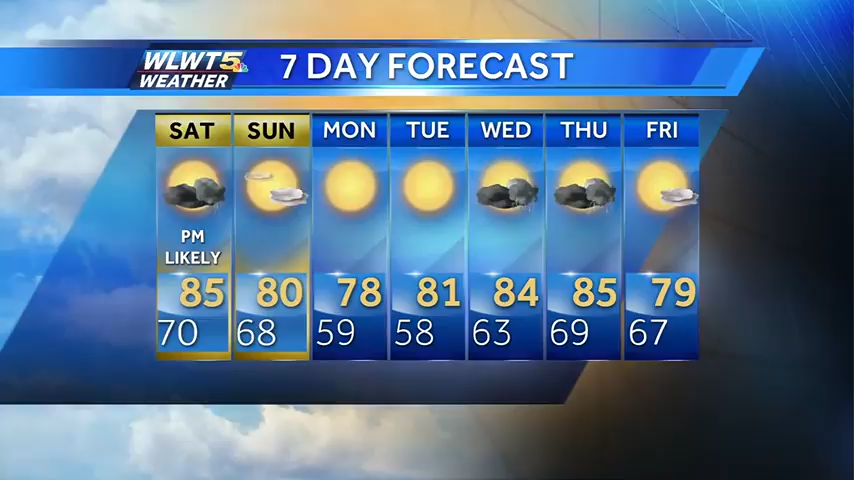 WLWT5
WEATHER
7 DAY FORECAST
SAT SUN MON TUE WED THU FRI
PM
LIKELY
85 80 78 81 84 85 79
70 68 59 58 63 69 67